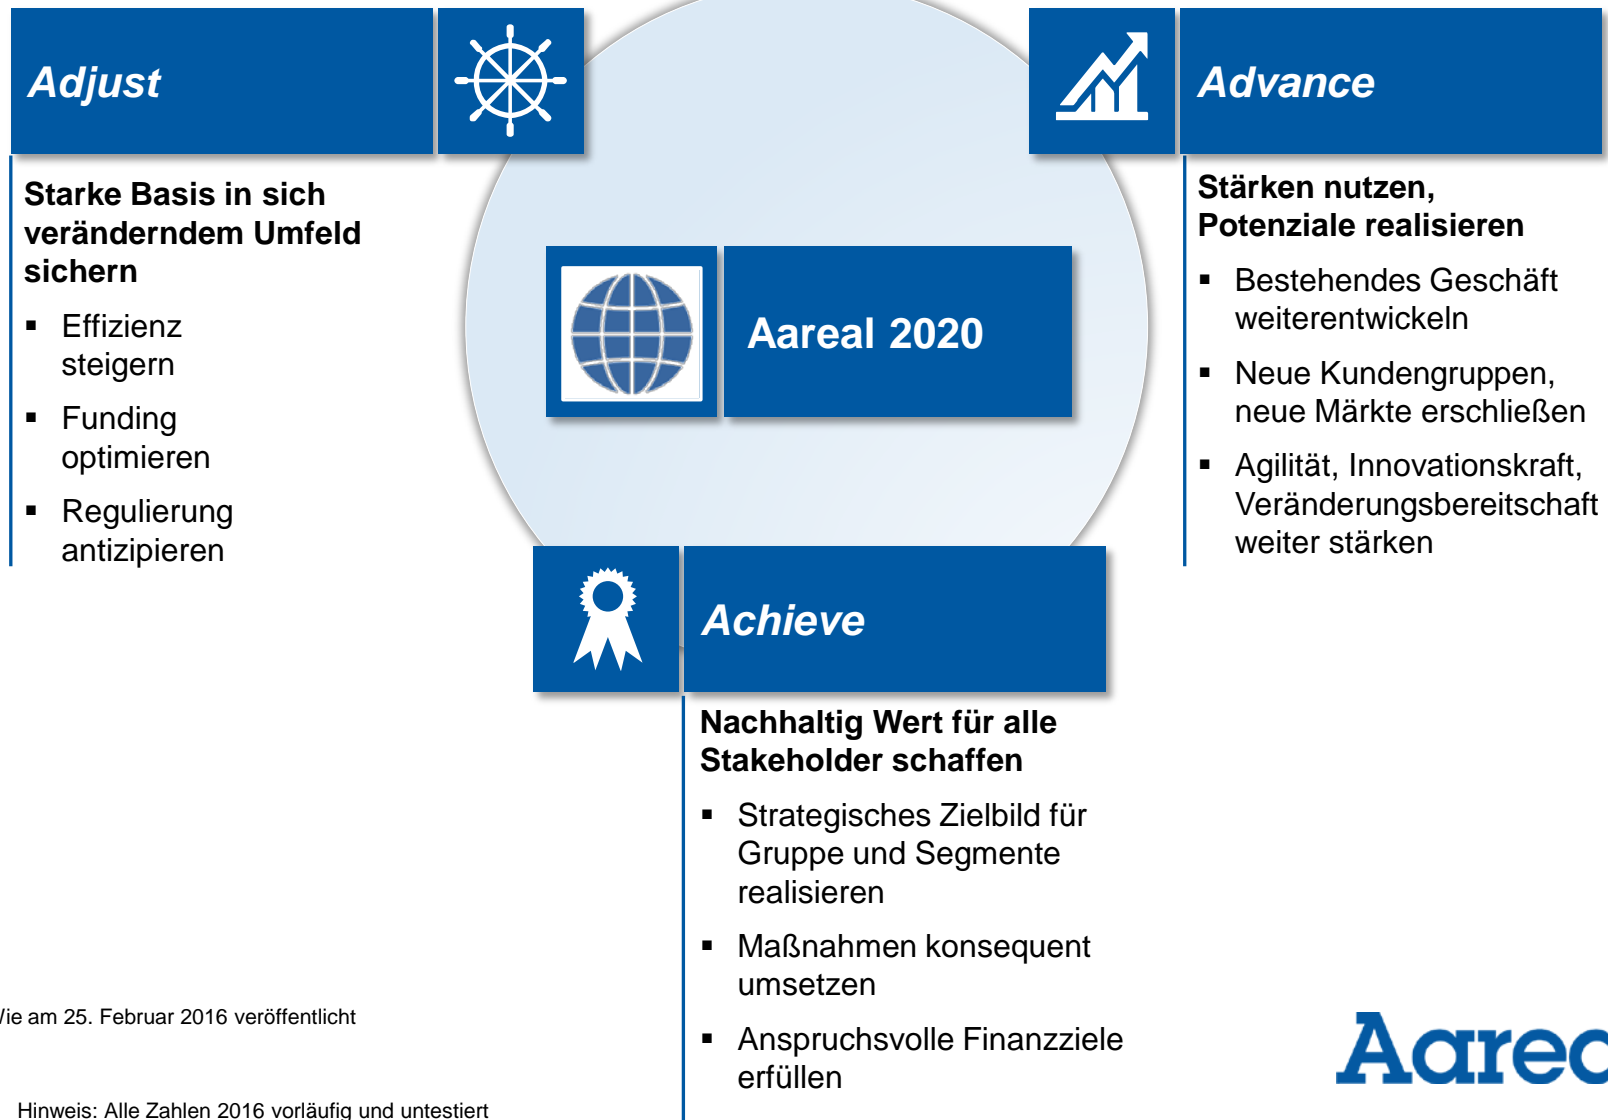 Adjust
Starke Basis in sich
veränderndem Umfeld
sichern
▪ Effizienz
steigern
▪ Funding
optimieren
▪ Regulierung
antizipieren
Aareal 2020
Advance
Stärken nutzen,
Potenziale realisieren
▪ Bestehendes Geschäft
weiterentwickeln
▪ Neue Kundengruppen,
neue Märkte erschließen
▪ Agilität, Innovationskraft,
Veränderungsbereitschaft
weiter stärken
Achieve
Nachhaltig Wert für alle
Stakeholder schaffen
▪ Strategisches Zielbild für
Gruppe und Segmente
realisieren
▪ Maßnahmen konsequent
umsetzen
▪ Anspruchsvolle Finanzziele
erfüllen
Wie am 25. Februar 2016 veröffentlicht
Hinweis: Alle Zahlen 2016 vorläufig und untestiert